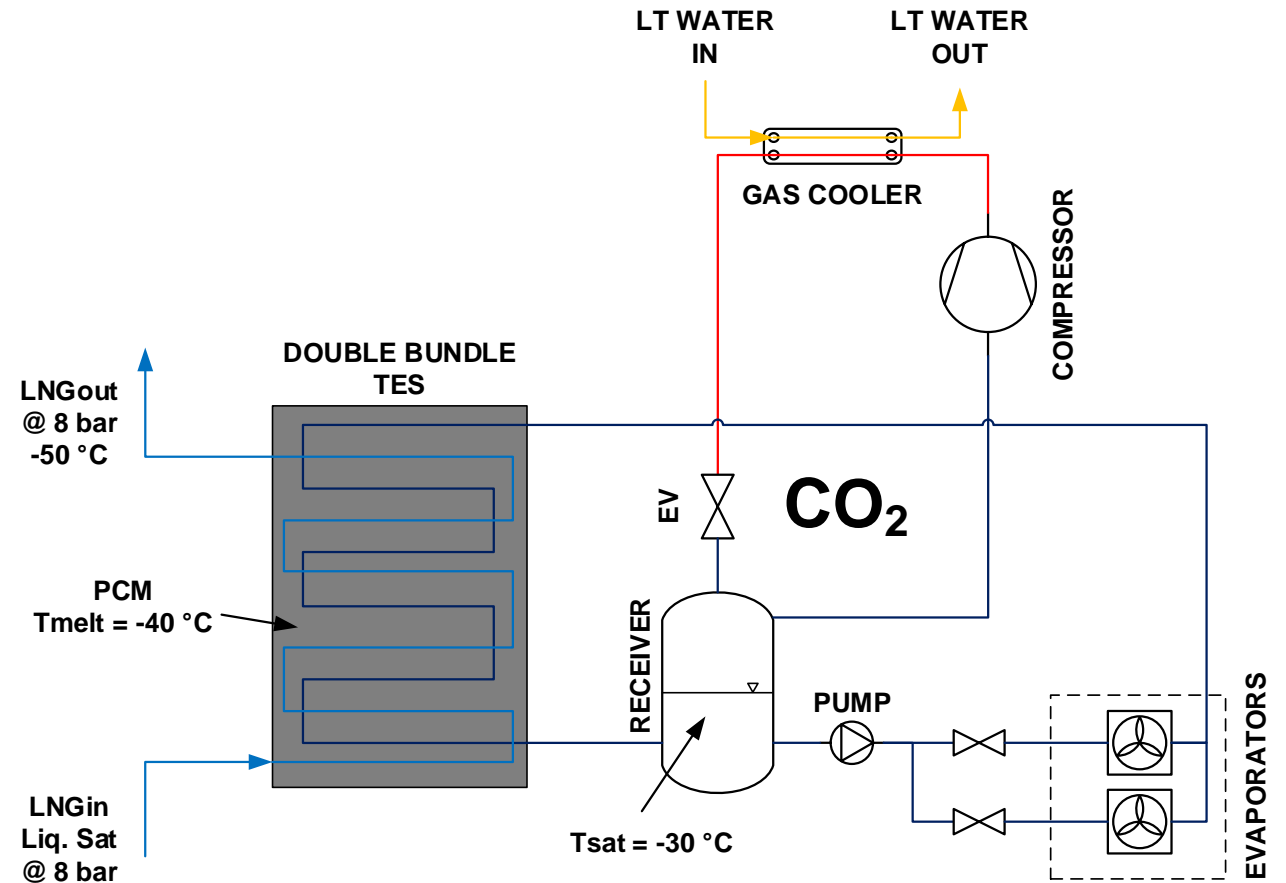 LT WATER
IN
LT WATER
OUT
GAS COOLER
COMPRESSOR
DOUBLE BUNDLE
TES
LNGout
@ 8 bar
-50 °C
EV
CO₂
PCM
Tmelt = -40 °C
RECEIVER
PUMP
EVAPORATORS
LNGin
Liq. Sat
@ 8 bar
Tsat = -30 °C